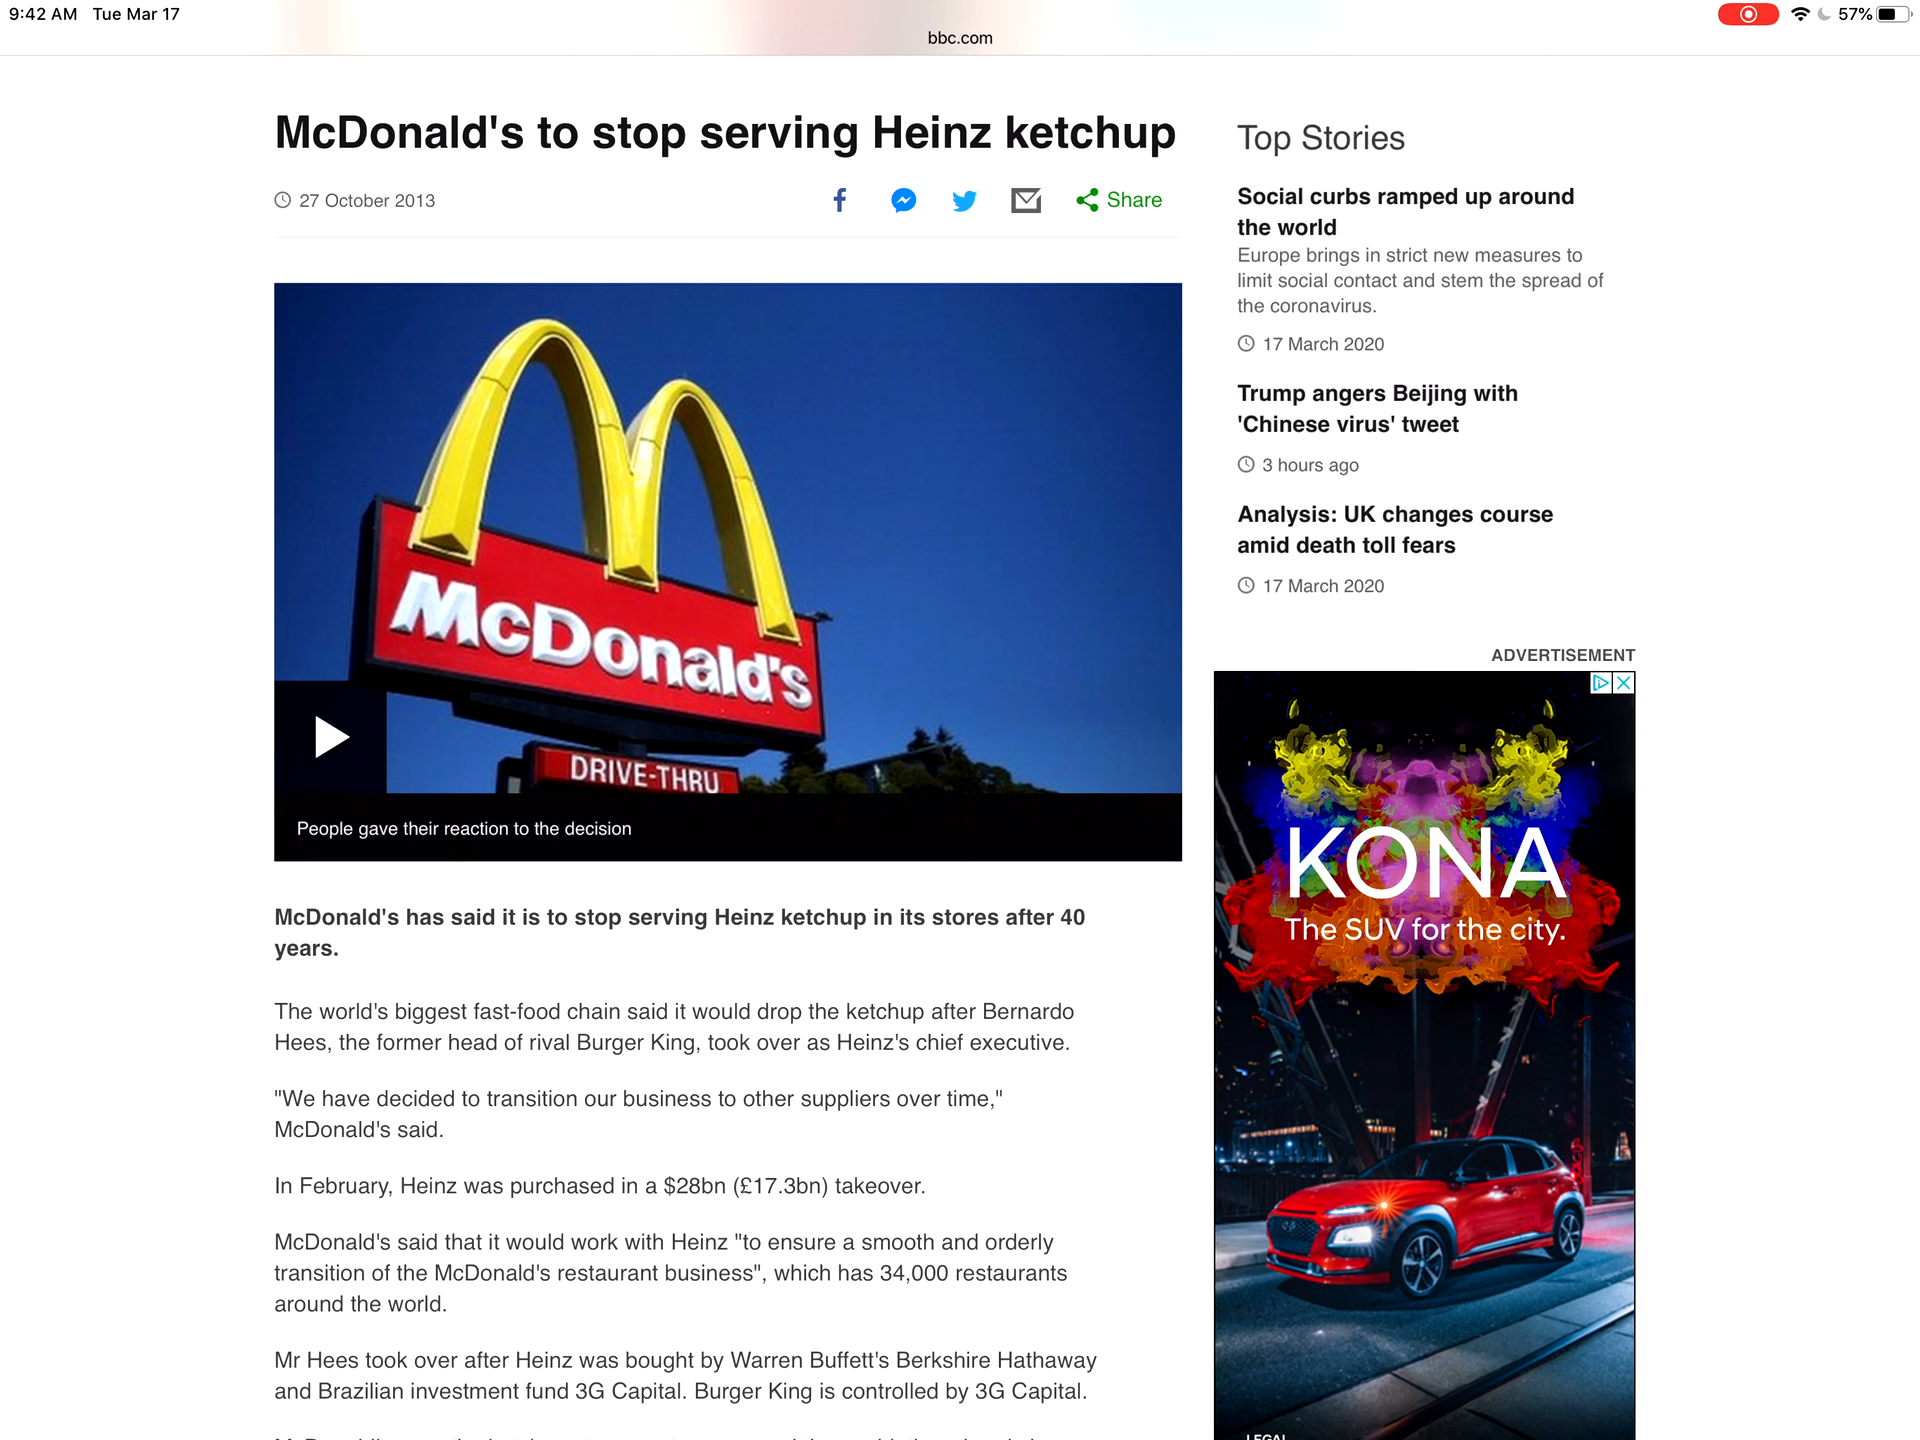 9:42 AM Tue Mar 17
57%
bbc.com
McDonald's to stop serving Heinz ketchup
27 October 2013
Share
McDonald's
DRIVE-THRU
People gave their reaction to the decision
McDonald's has said it is to stop serving Heinz ketchup in its stores after 40
years.
The world's biggest fast-food chain said it would drop the ketchup after Bernardo
Hees, the former head of rival Burger King, took over as Heinz's chief executive.
"We have decided to transition our business to other suppliers over time,"
McDonald's said.
In February, Heinz was purchased in a $28bn (£17.3bn) takeover.
McDonald's said that it would work with Heinz "to ensure a smooth and orderly
transition of the McDonald's restaurant business", which has 34,000 restaurants
around the world.
Mr Hees took over after Heinz was bought by Warren Buffett's Berkshire Hathaway
and Brazilian investment fund 3G Capital. Burger King is controlled by 3G Capital.
Top Stories
Social curbs ramped up around
the world
Europe brings in strict new measures to
limit social contact and stem the spread of
the coronavirus.
17 March 2020
Trump angers Beijing with
'Chinese virus' tweet
3 hours ago
Analysis: UK changes course
amid death toll fears
17 March 2020
ADVERTISEMENT
KONA
The SUV for the city.
LEGAL